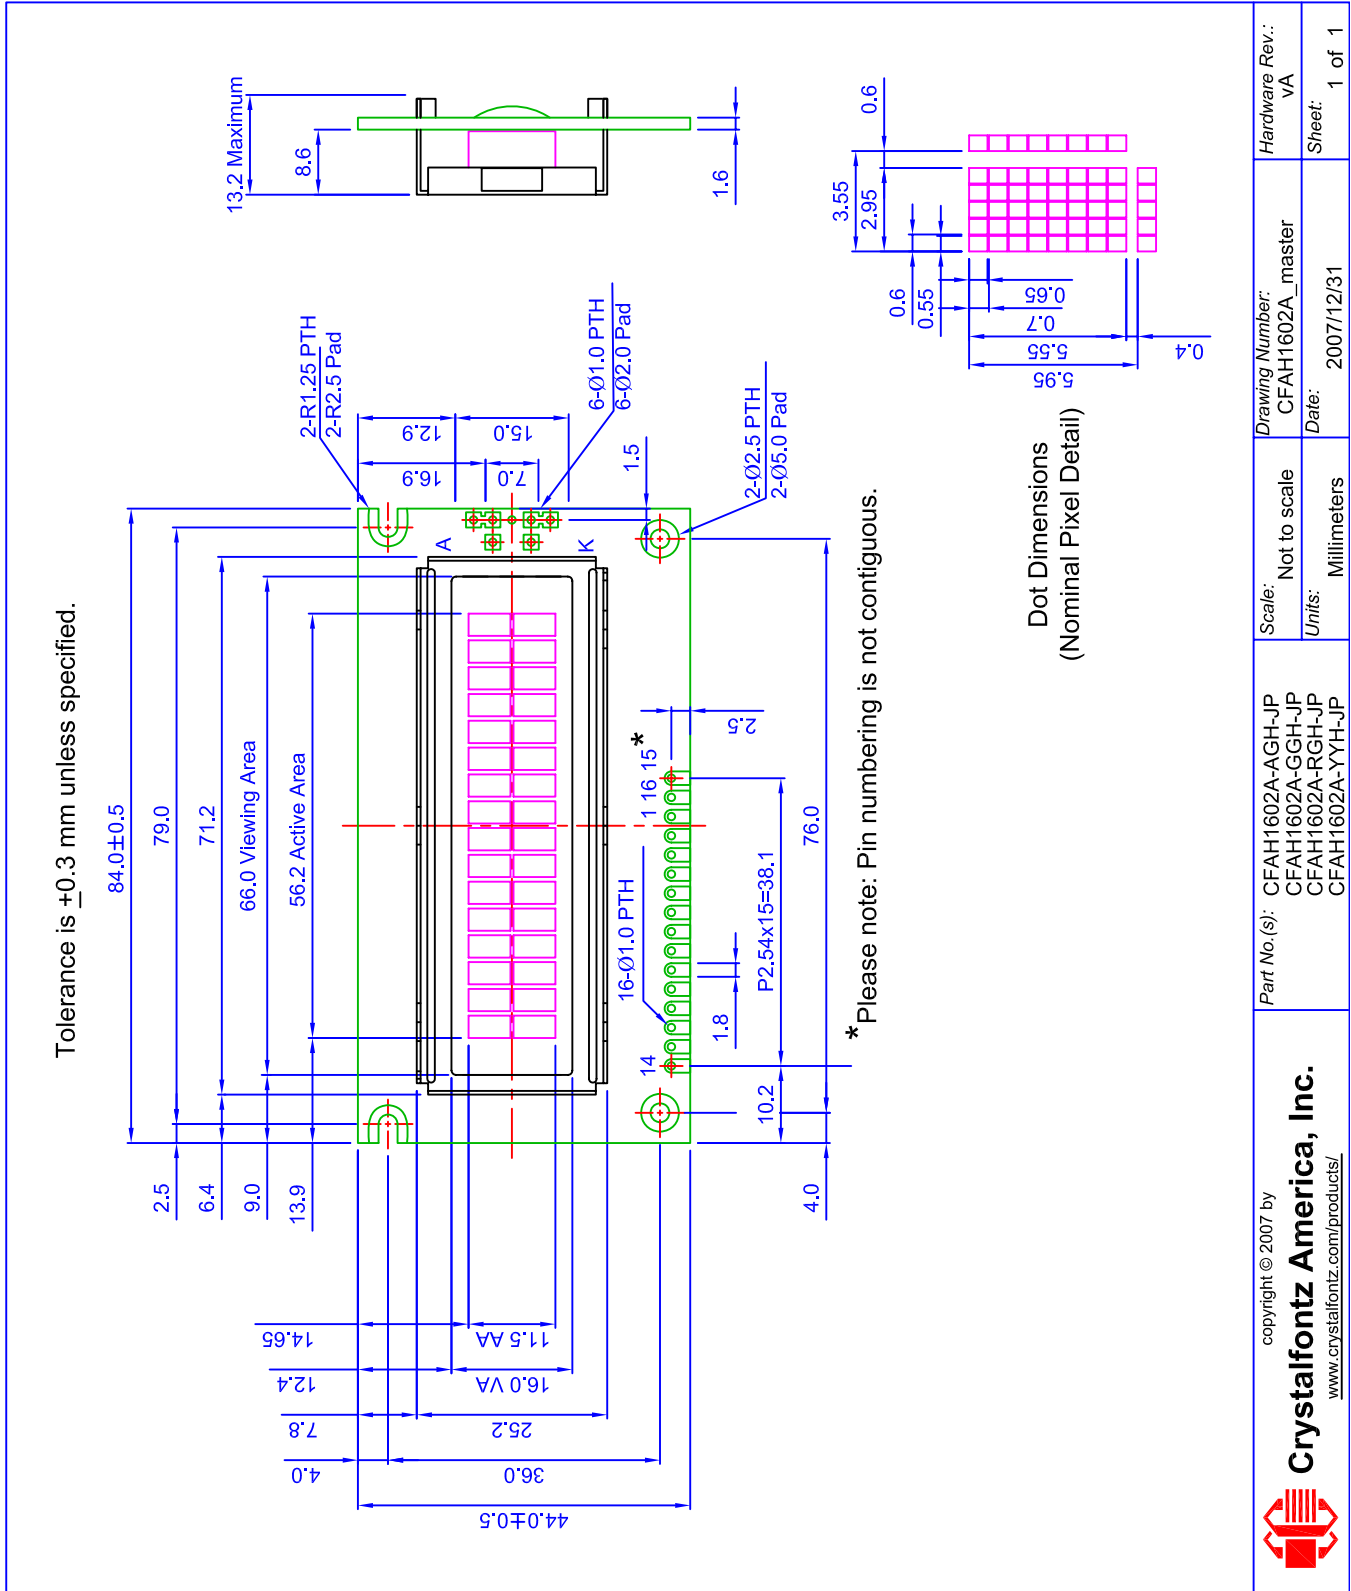 Tolerance is ±0.3 mm unless specified.
84.0±0.5
79.0
71.2
66.0 Viewing Area
56.2 Active Area
2.5
6.4
9.0
13.9
14.65
11.5 AA
12.4
16.0 VA
7.8
25.2
4.0
36.0
44.0±0.5
2-R1.25 PTH
2-R2.5 Pad
12.9
15.0
16.9
7.0
6-Ø1.0 PTH
6-Ø2.0 Pad
1.5
2-Ø2.5 PTH
2-Ø5.0 Pad
A
K
14
1 16 15
*
2.5
16-Ø1.0 PTH
P2.54x15=38.1
1.8
10.2
76.0
4.0
*Please note: Pin numbering is not contiguous.
13.2 Maximum
8.6
1.6
3.55
2.95
0.6
0.6
0.55
0.65
0.7
5.55
5.95
0.4
Dot Dimensions
(Nominal Pixel Detail)
copyright © 2007 by
Crystalfontz America, Inc.
www.crystalfontz.com/products/
Part No.(s):
CFAH1602A-AGH-JP
CFAH1602A-GGH-JP
CFAH1602A-RGH-JP
CFAH1602A-YYH-JP
Scale:
Not to scale
Units:
Millimeters
Drawing Number:
CFAH1602A_master
Date:
2007/12/31
Hardware Rev.:
vA
Sheet:
1 of 1